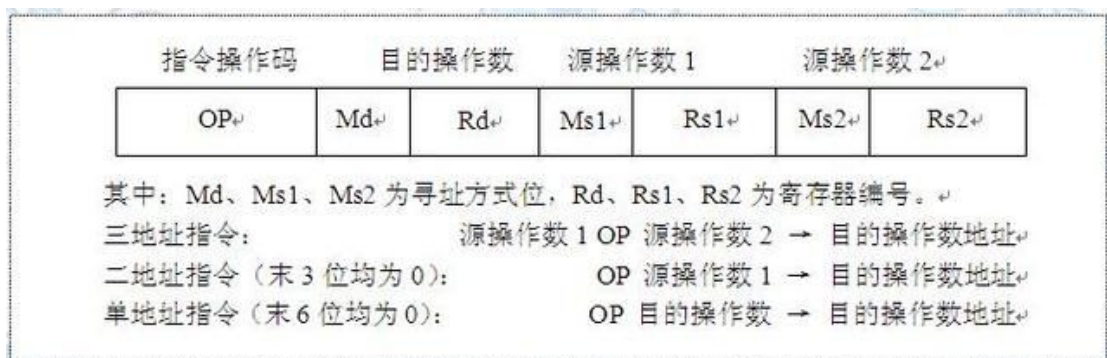 指令操作码 目的操作数 源操作数 1 源操作数 2
OP Md Rd Ms1 Rs1 Ms2 Rs2
其中：Md、Ms1、Ms2 为寻址方式位，Rd、Rs1、Rs2 为寄存器编号。
三地址指令： 源操作数 1 OP 源操作数 2 → 目的操作数地址
二地址指令（末 3 位均为 0）： OP 源操作数 1 → 目的操作数地址
单地址指令（末 6 位均为 0）： OP 目的操作数 → 目的操作数地址